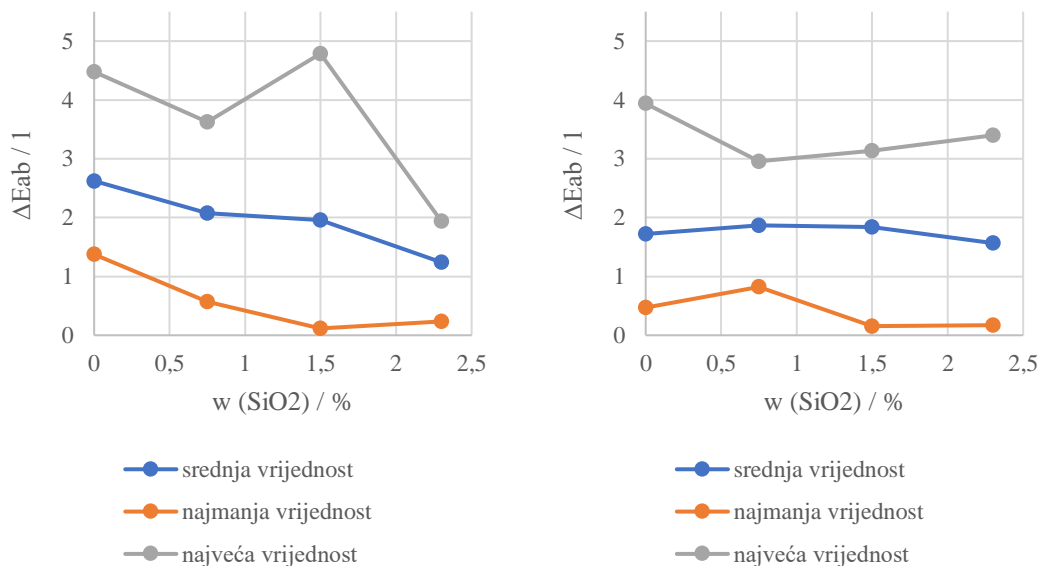 5
4
3
2
1
0
ΔEab / 1
0 0,5 1 1,5 2 2,5
w (SiO2) / %
srednja vrijednost
najmanja vrijednost
najveća vrijednost
5
4
3
2
1
0
ΔEab / 1
0 0,5 1 1,5 2 2,5
w (SiO2) / %
srednja vrijednost
najmanja vrijednost
najveća vrijednost